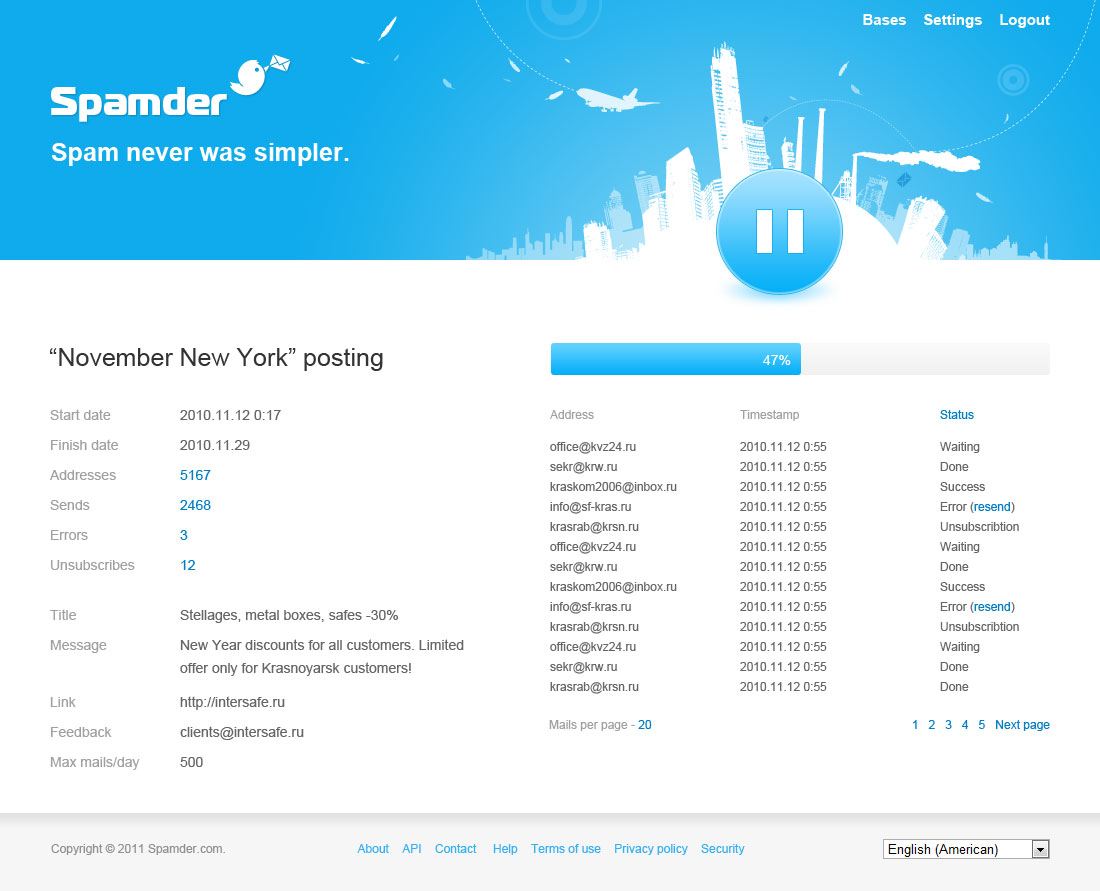 Bases Settings Logout
Spamder
Spam never was simpler.
“November New York” posting
Start date 2010.11.12 0:17
Finish date 2010.11.29
Addresses 5167
Sends 2468
Errors 3
Unsubscribes 12
Title Stellages, metal boxes, safes -30%
Message New Year discounts for all customers. Limited
offer only for Krasnoyarsk customers!
Link http://intersafe.ru
Feedback clients@intersafe.ru
Max mails/day 500
47%
Address Timestamp Status
office@kvz24.ru 2010.11.12 0:55 Waiting
sekr@krw.ru 2010.11.12 0:55 Done
kraskom2006@inbox.ru 2010.11.12 0:55 Success
info@sf-kras.ru 2010.11.12 0:55 Error (resend)
krasrab@krsn.ru 2010.11.12 0:55 Unsubscribtion
office@kvz24.ru 2010.11.12 0:55 Waiting
sekr@krw.ru 2010.11.12 0:55 Done
kraskom2006@inbox.ru 2010.11.12 0:55 Success
info@sf-kras.ru 2010.11.12 0:55 Error (resend)
krasrab@krsn.ru 2010.11.12 0:55 Unsubscribtion
office@kvz24.ru 2010.11.12 0:55 Waiting
sekr@krw.ru 2010.11.12 0:55 Done
krasrab@krsn.ru 2010.11.12 0:55 Done
Mails per page - 20 1 2 3 4 5 Next page
Copyright © 2011 Spamder.com. About API Contact Help Terms of use Privacy policy Security English (American)